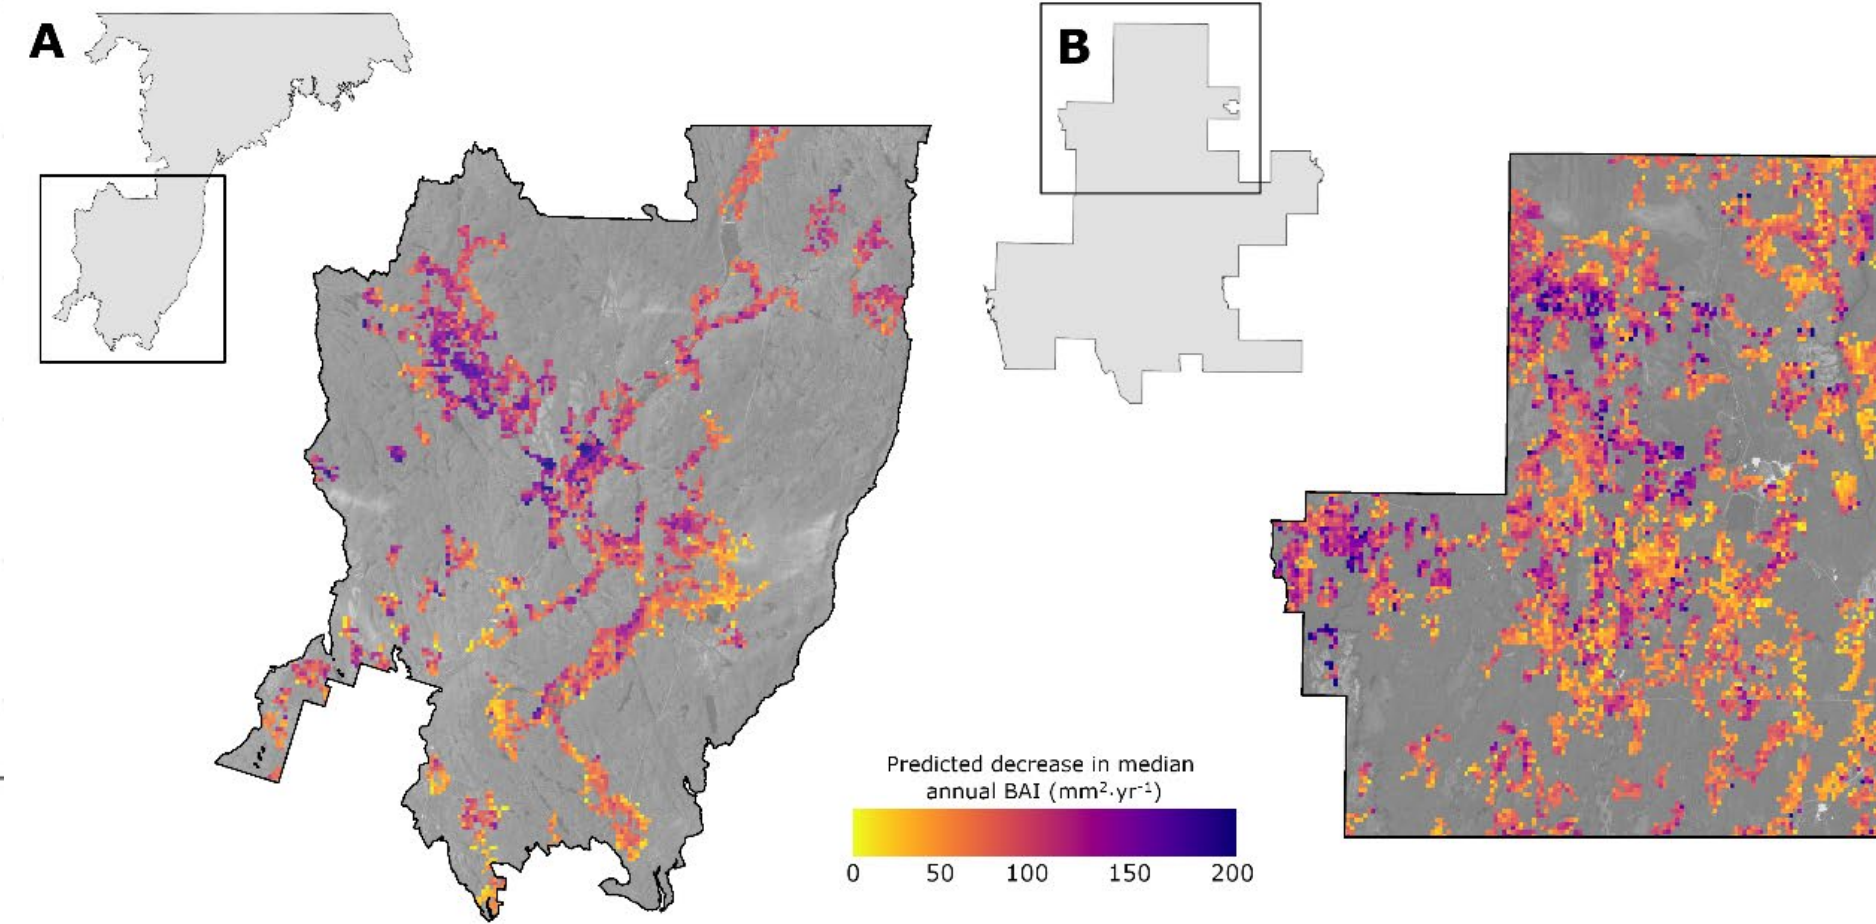 A
B
Predicted decrease in median
annual BAI (mm²·yr⁻¹)
0 50 100 150 200